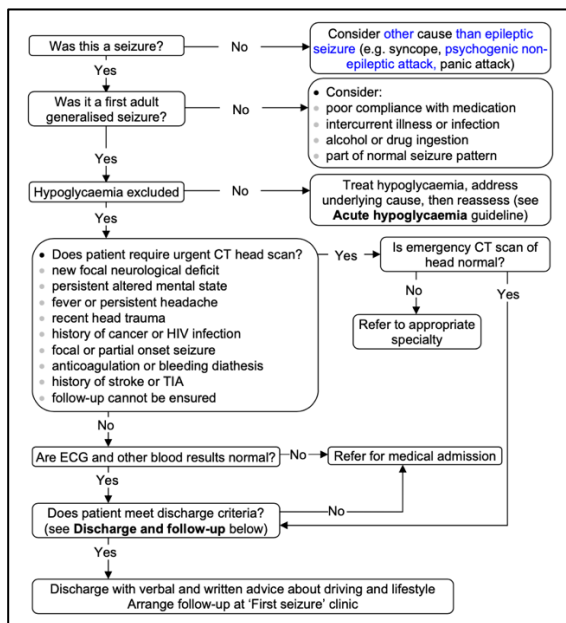 Was this a seizure?
No
Consider other cause than epileptic
seizure (e.g. syncope, psychogenic non-
epileptic attack, panic attack)
Yes
Was it a first adult
generalised seizure?
No
Consider:
poor compliance with medication
intercurrent illness or infection
alcohol or drug ingestion
part of normal seizure pattern
Yes
Hypoglycaemia excluded
No
Treat hypoglycaemia, address
underlying cause, then reassess (see
Acute hypoglycaemia guideline)
Yes
Does patient require urgent CT head scan?
new focal neurological deficit
persistent altered mental state
fever or persistent headache
recent head trauma
history of cancer or HIV infection
focal or partial onset seizure
anticoagulation or bleeding diathesis
history of stroke or TIA
follow-up cannot be ensured
Yes
Is emergency CT scan of
head normal?
No
Yes
Refer to appropriate
specialty
No
Are ECG and other blood results normal?
No
Refer for medical admission
Yes
Does patient meet discharge criteria?
(see Discharge and follow-up below)
No
Yes
Discharge with verbal and written advice about driving and lifestyle
Arrange follow-up at ‘First seizure’ clinic